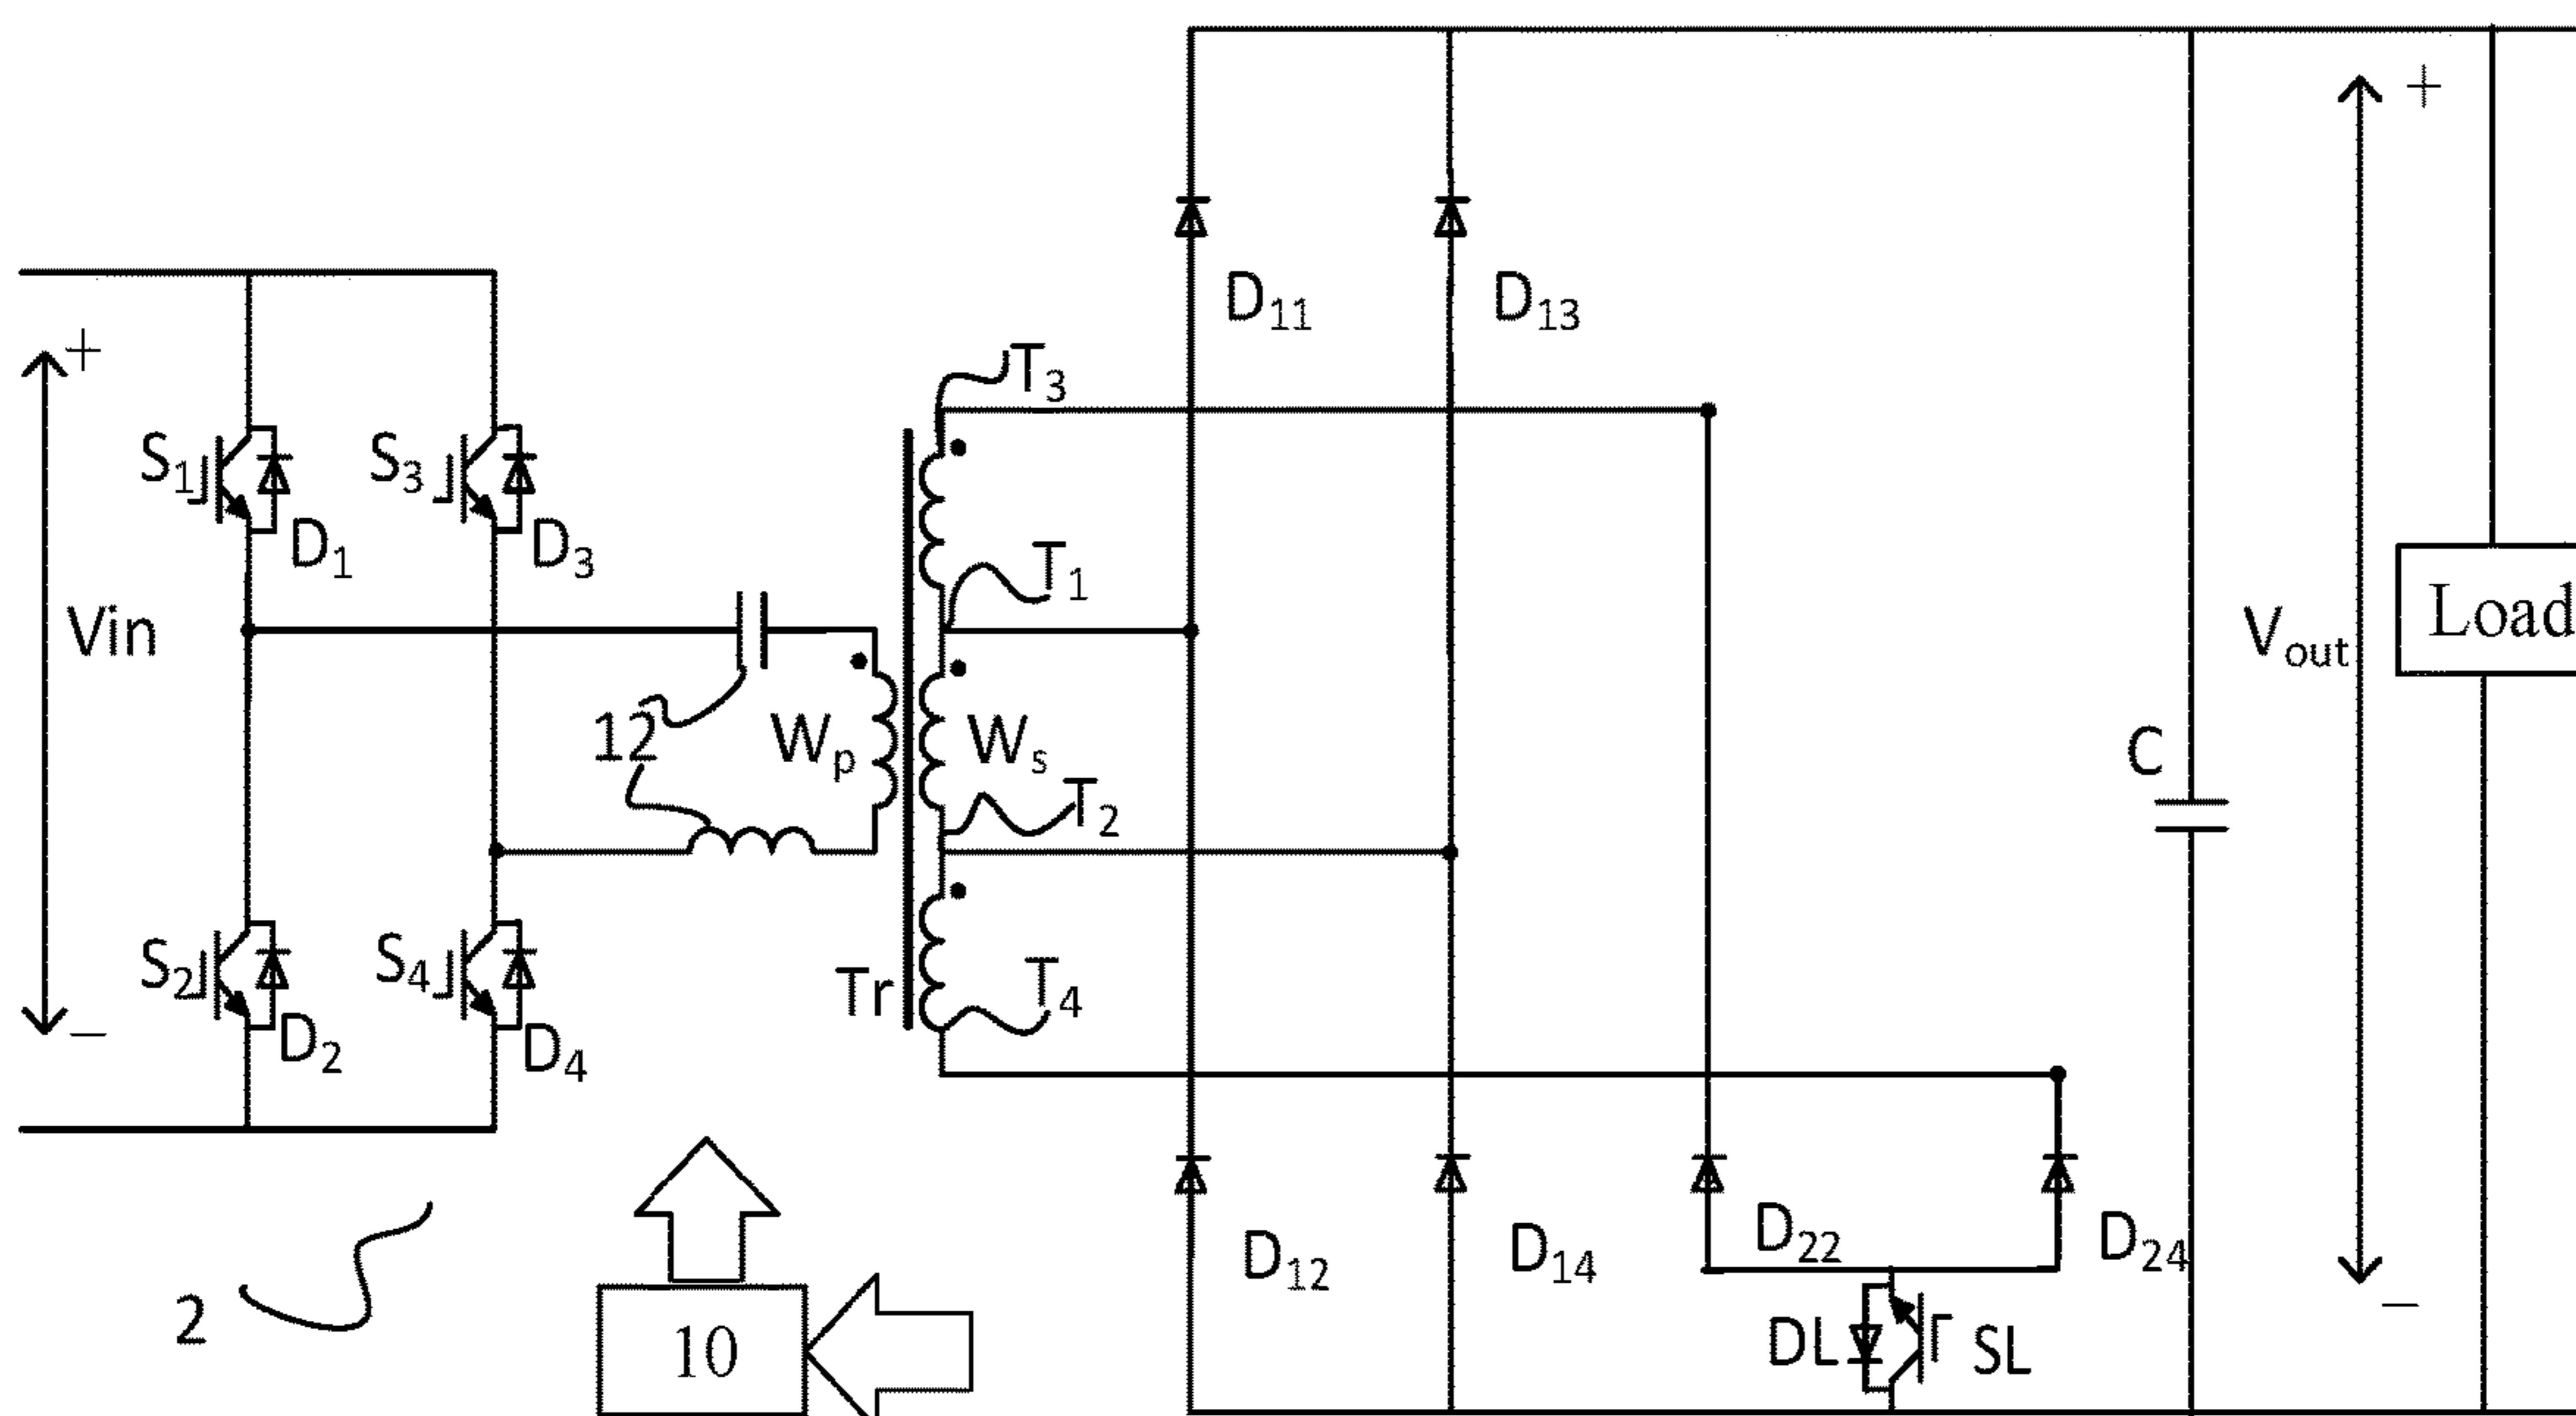 +
D₁₁
D₁₃
+
T₃
S₁
S₃
D₁
D₃
T₁
Vin
Load
Vout
12
Wp
Ws
C
T₂
S₂
S₄
Tr
T₄
−
D₂
D₄
D₂₂
D₂₄
D₁₂
D₁₄
2
10
DL
SL
−